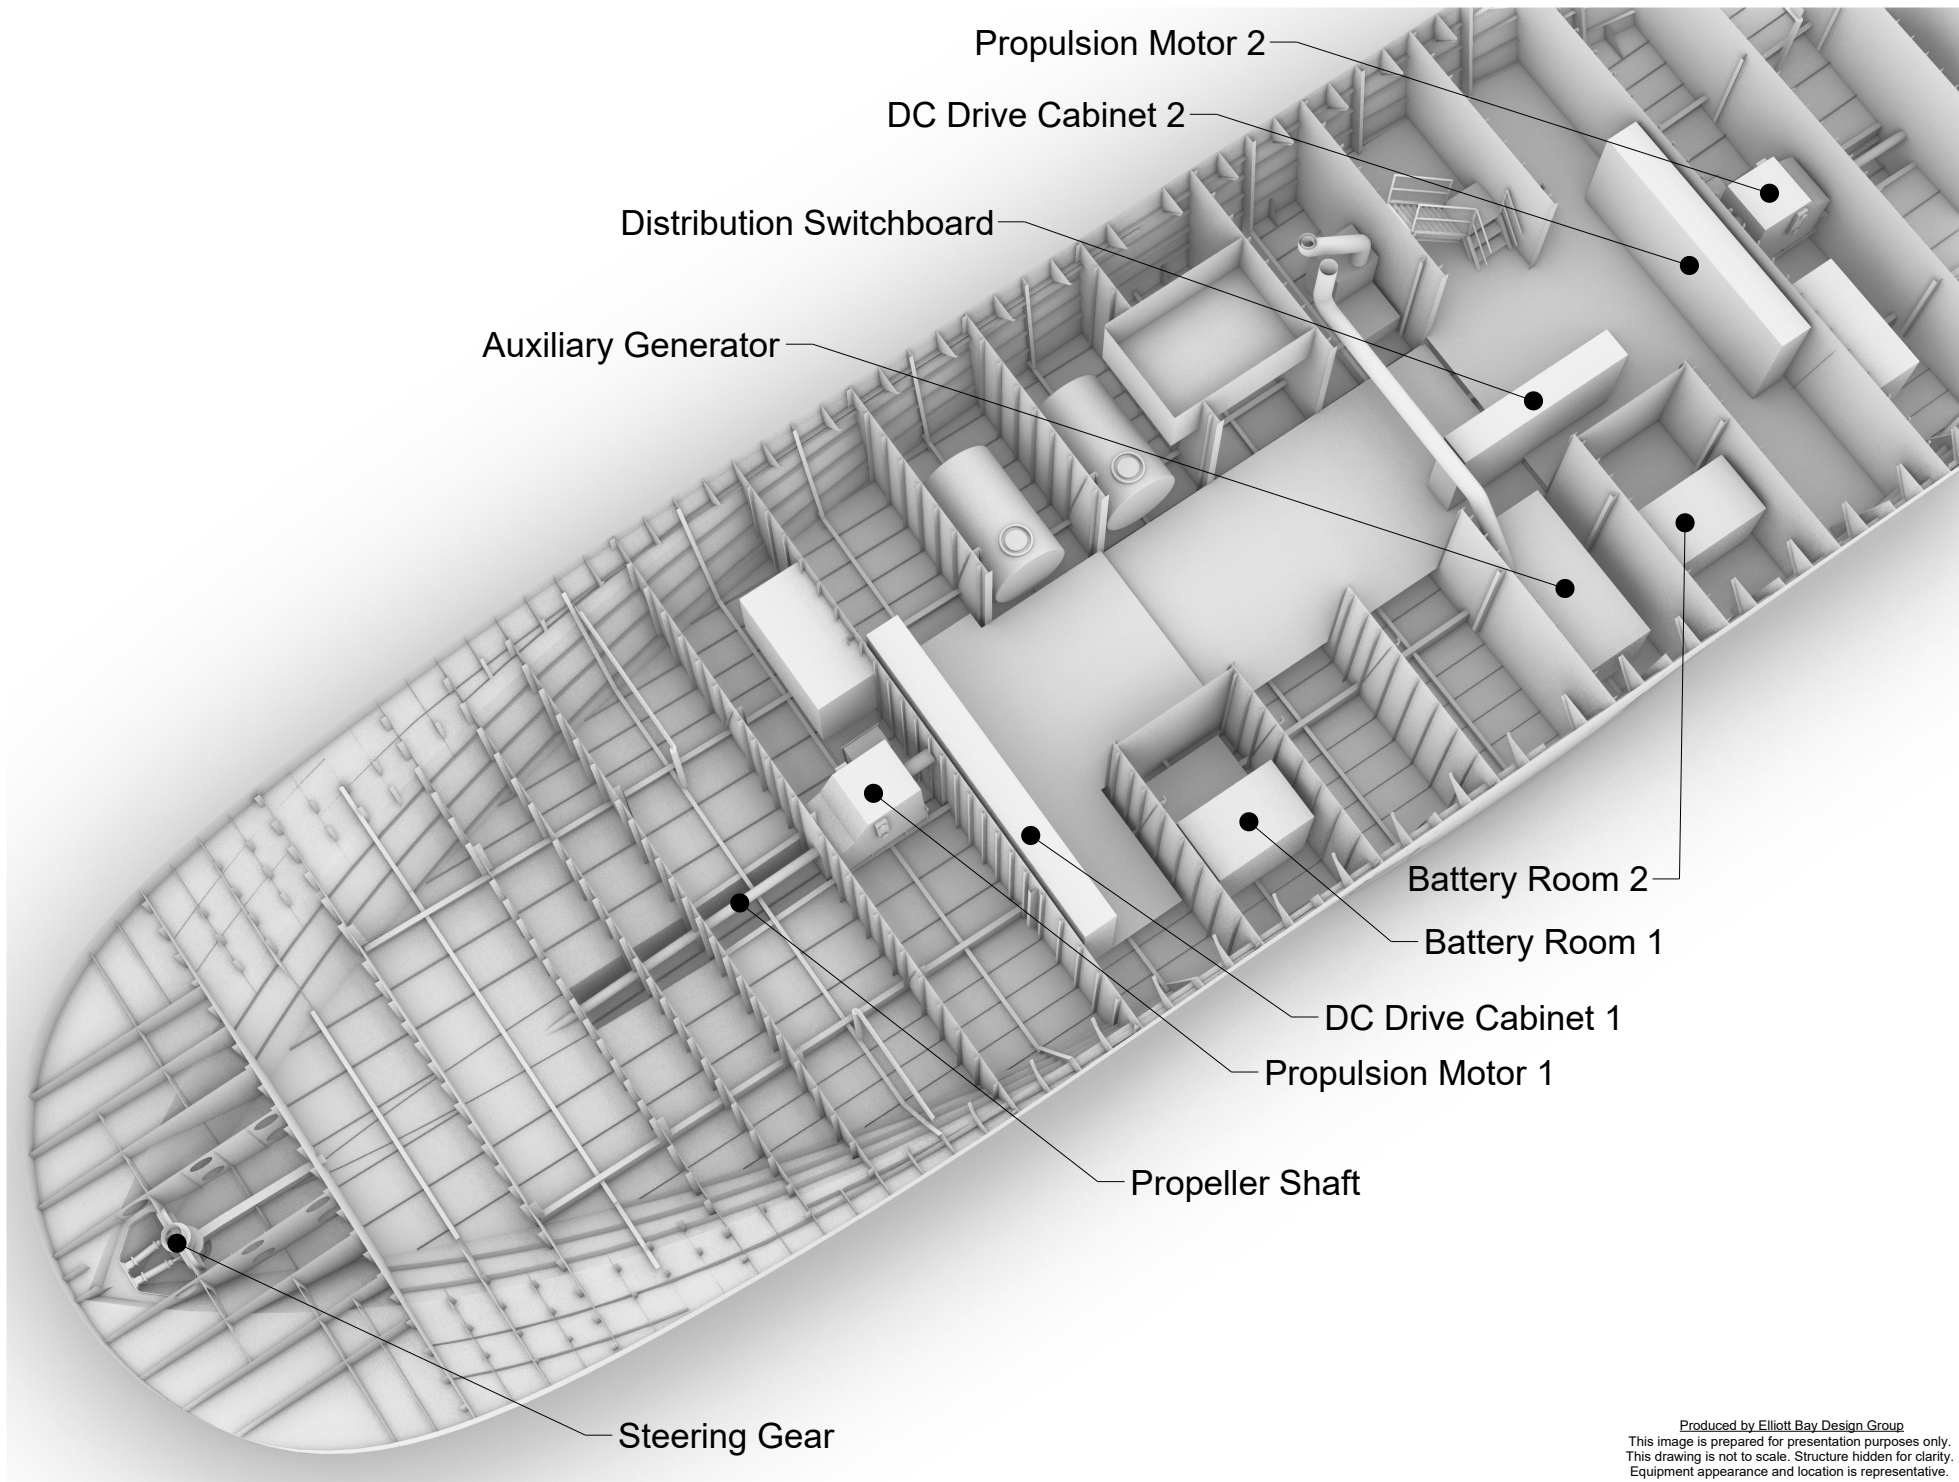 Propulsion Motor 2
DC Drive Cabinet 2
Distribution Switchboard
Auxiliary Generator
Battery Room 2
Battery Room 1
DC Drive Cabinet 1
Propulsion Motor 1
Propeller Shaft
Steering Gear
Produced by Elliott Bay Design Group
This image is prepared for presentation purposes only.
This drawing is not to scale. Structure hidden for clarity.
Equipment appearance and location is representative.